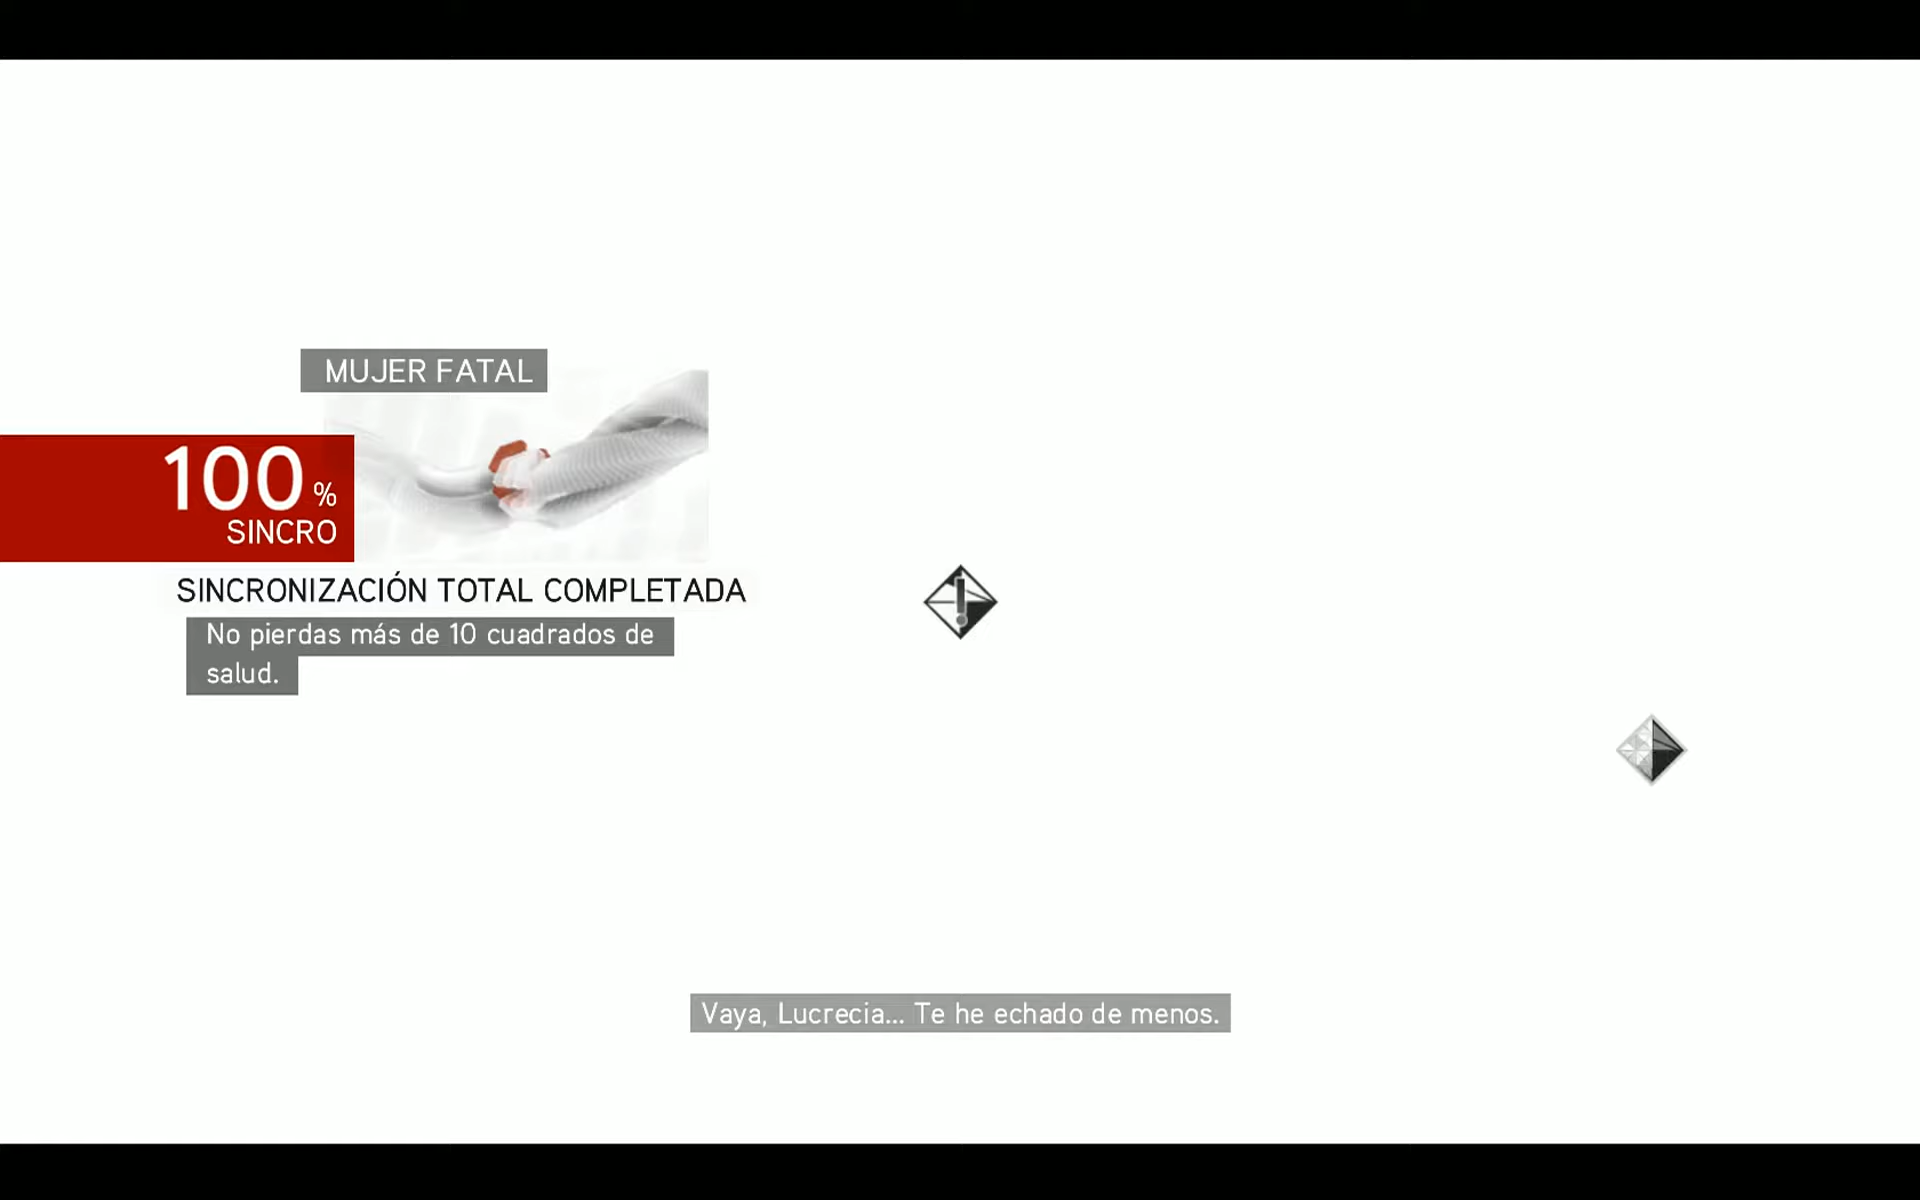 MUJER FATAL
100 %
SINCRO
SINCRONIZACIÓN TOTAL COMPLETADA
No pierdas más de 10 cuadrados de
salud.
Vaya, Lucrecia... Te he echado de menos.